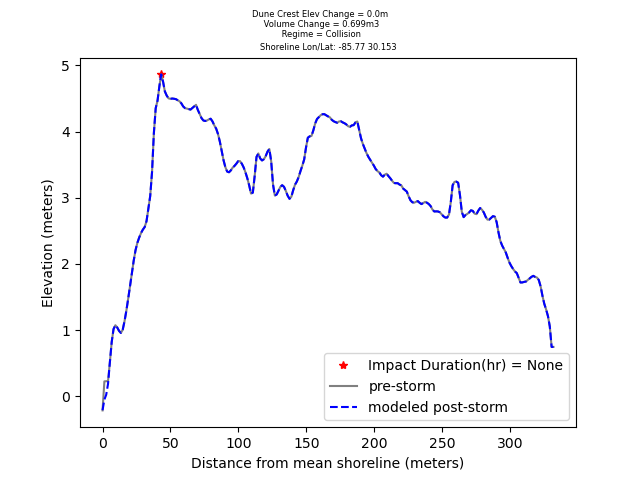 Dune Crest Elev Change = 0.0m
Volume Change = 0.699m3
Regime = Collision
Shoreline Lon/Lat: -85.77 30.153
5
4
3
2
1
0
Elevation (meters)
Impact Duration(hr) = None
pre-storm
modeled post-storm
0 50 100 150 200 250 300
Distance from mean shoreline (meters)